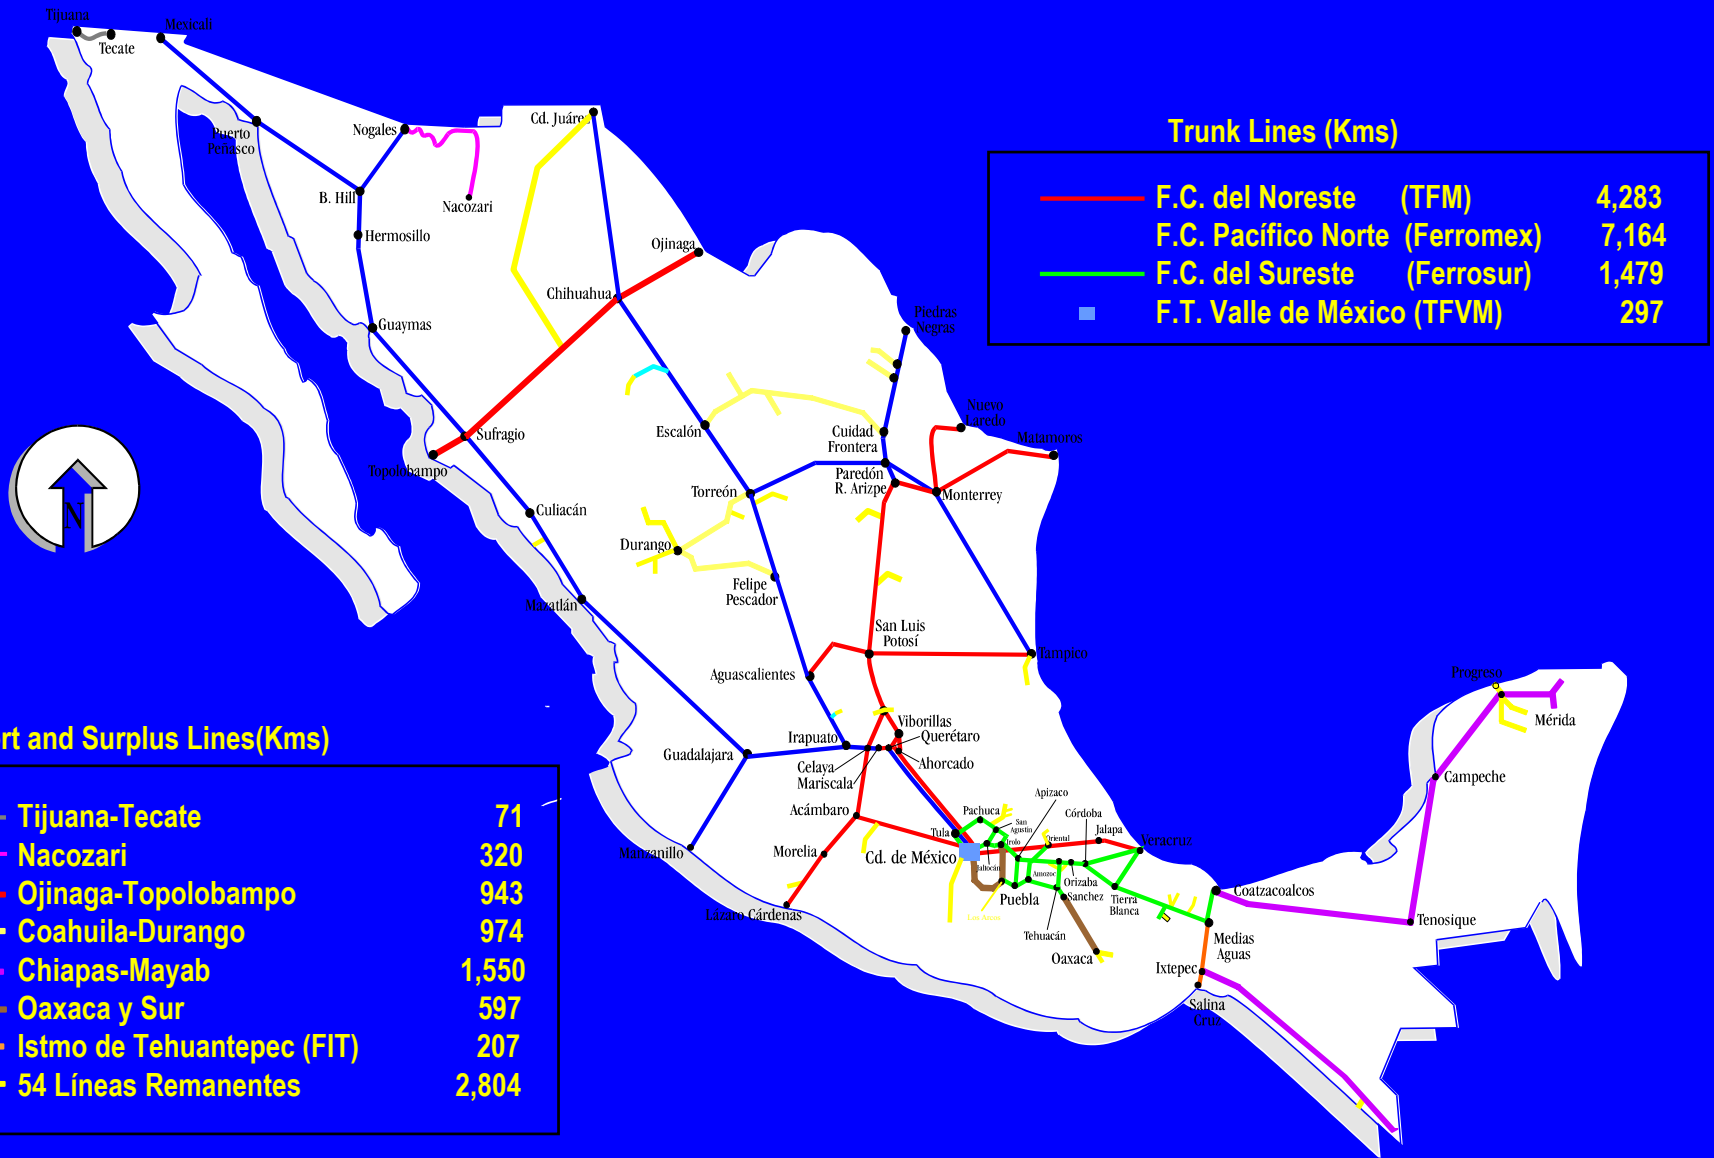 Tijuana
Mexicali
Tecate
Puerto
Peñasco
Nogales
Cd. Juárez
B. Hill
Nacozari
Hermosillo
Ojinaga
Chihuahua
Guaymas
Piedras
Negras
Sufragio
Topolobampo
Escalón
Cuidad
Frontera
Nuevo
Laredo
Matamoros
Paredón
R. Arizpe
Monterrey
Torreón
Culiacán
N
Durango
Felipe
Pescador
Mazatlán
San Luis
Potosí
Tampico
Aguascalientes
Progreso
Mérida
Viborillas
Querétaro
Irapuato
Guadalajara
Celaya
Mariscala
Ahorcado
Campeche
Apizaco
Acámbaro
Pachuca
San
Agustín
Córdoba
Jalapa
Tula
Irolo
Oriental
Veracruz
Manzanillo
Morelia
Cd. de México
Jaltocán
Amozoc
Orizaba
Sanchez
Puebla
Tierra
Blanca
Coatzacoalcos
Lázaro Cárdenas
Tehuacán
Tenosique
Medias
Aguas
Oaxaca
Ixtepec
Salina
Cruz
Trunk Lines (Kms)
F.C. del Noreste (TFM) 4,283
F.C. Pacífico Norte (Ferromex) 7,164
F.C. del Sureste (Ferrosur) 1,479
F.T. Valle de México (TFVM) 297
rt and Surplus Lines(Kms)
Tijuana-Tecate 71
Nacozari 320
Ojinaga-Topolobampo 943
Coahuila-Durango 974
Chiapas-Mayab 1,550
Oaxaca y Sur 597
Istmo de Tehuantepec (FIT) 207
54 Líneas Remanentes 2,804